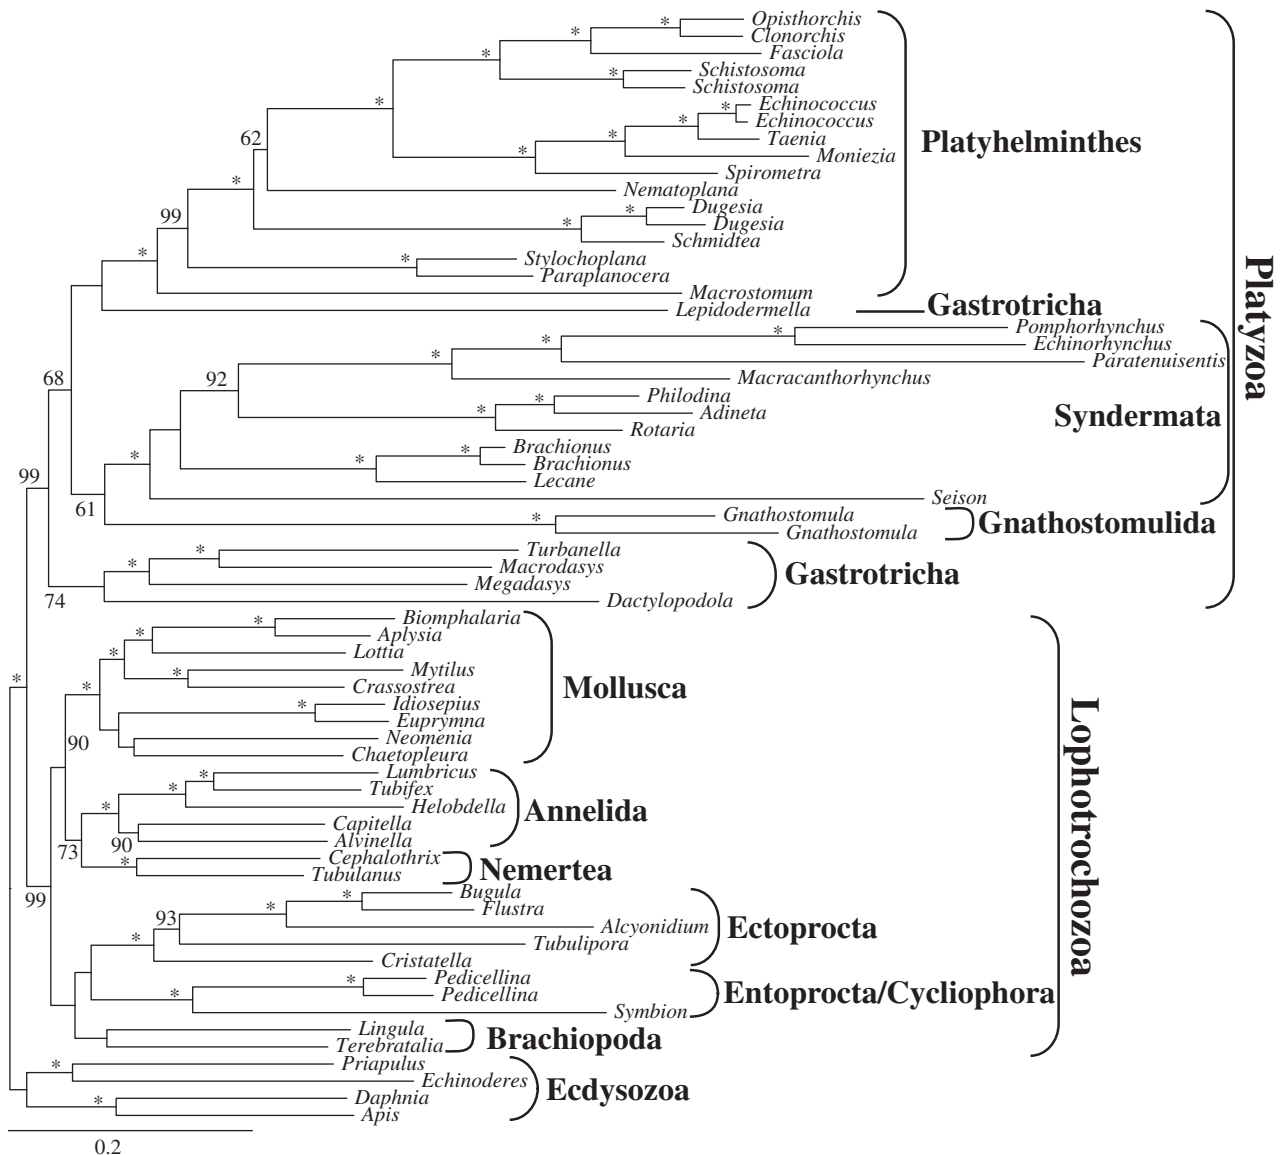 Opisthorchis
*
Clonorchis
*
Fasciola
*
Schistosoma
*
Schistosoma
*
Echinococcus
*
Echinococcus
*
Taenia
*
62
Platyhelminthes
Moniezia
*
Spirometra
*
Nematoplana
Dugesia
*
99
Dugesia
*
Schmidtea
*
Stylochoplana
*
Paraplanocera
Macrostomum
Gastrotricha
Lepidodermella
Platyzoa
Pomphorhynchus
*
Echinorhynchus
*
Paratenuisentis
*
68
92
Macracanthorhynchus
Philodina
*
Adineta
*
Syndermata
Rotaria
Brachionus
*
*
Brachionus
*
99
Lecane
Seison
61
Gnathostomula
*
Gnathostomulida
Gnathostomula
Turbanella
*
Macrodasys
*
Gastrotricha
Megadasys
74
Dactylopodola
Biomphalaria
*
Aplysia
*
Lottia
*
Mytilus
*
*
Crassostrea
*
Mollusca
Idiosepius
*
Euprymna
Neomenia
90
Chaetopleura
Lumbricus
*
Tubifex
*
Helobdella
*
Annelida
Capitella
Alvinella
90
73
Cephalothrix
*
Tubulanus
Nemertea
Lophotrochozoa
Bugula
*
99
Flustra
*
93
Alcyonidium
Ectoprocta
Tubulipora
*
Cristatella
Pedicellina
*
Pedicellina
*
Entoprocta/Cycliophora
Symbion
Lingula
Brachiopoda
Terebratalia
Priapulus
*
Echinoderes
Ecdysozoa
Daphnia
*
Apis
0.2